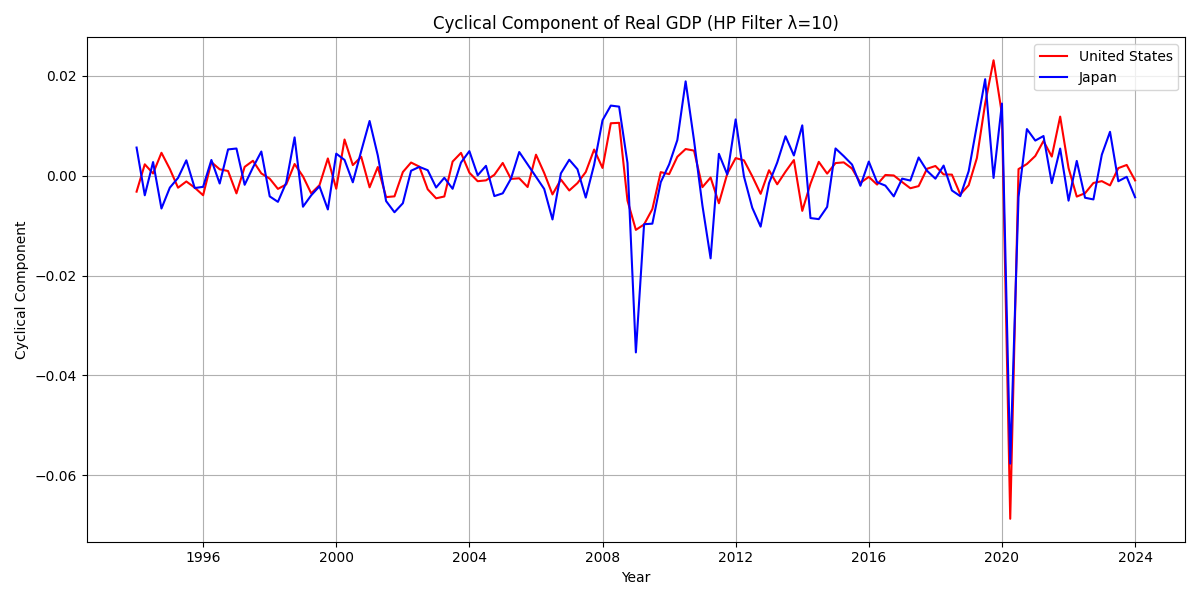 Cyclical Component of Real GDP (HP Filter λ=10)
United States
Japan
0.02
0.00
−0.02
−0.04
−0.06
Cyclical Component
1996
2000
2004
2008
2012
2016
2020
2024
Year